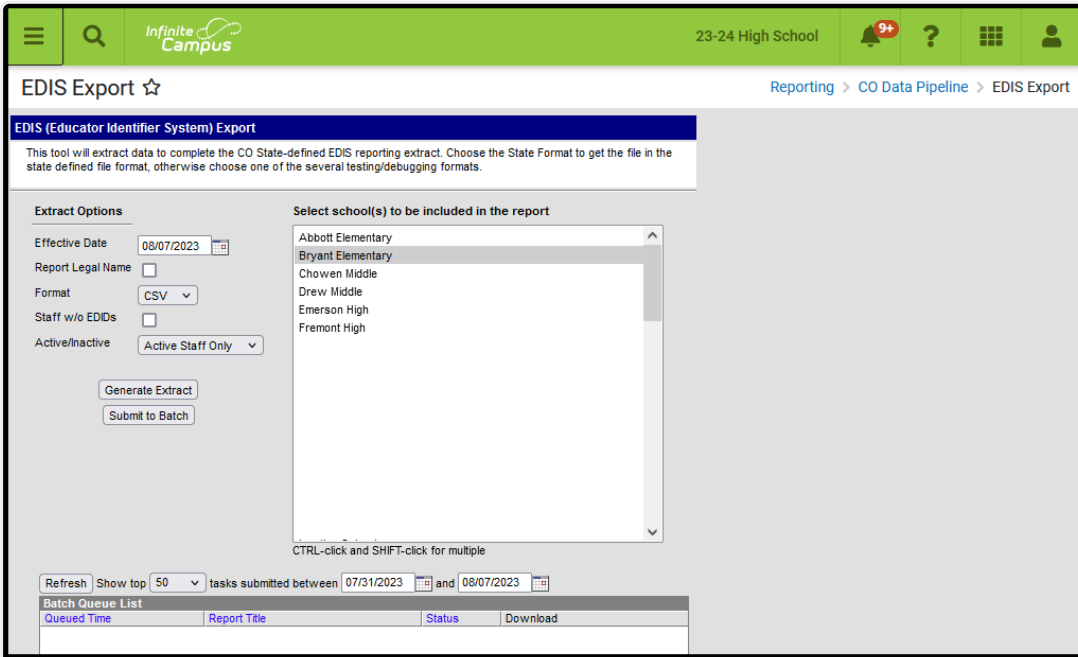 Infinite Campus
23-24 High School
9+
?
EDIS Export
Reporting > CO Data Pipeline > EDIS Export
EDIS (Educator Identifier System) Export
This tool will extract data to complete the CO State-defined EDIS reporting extract. Choose the State Format to get the file in the
state defined file format, otherwise choose one of the several testing/debugging formats.
Extract Options
Effective Date 08/07/2023
Report Legal Name
Format CSV
Staff w/o EDIDs
Active/Inactive Active Staff Only
Generate Extract
Submit to Batch
Select school(s) to be included in the report
Abbott Elementary
Bryant Elementary
Chowen Middle
Drew Middle
Emerson High
Fremont High
CTRL-click and SHIFT-click for multiple
Refresh Show top 50 tasks submitted between 07/31/2023 and 08/07/2023
Batch Queue List
Queued Time Report Title Status Download